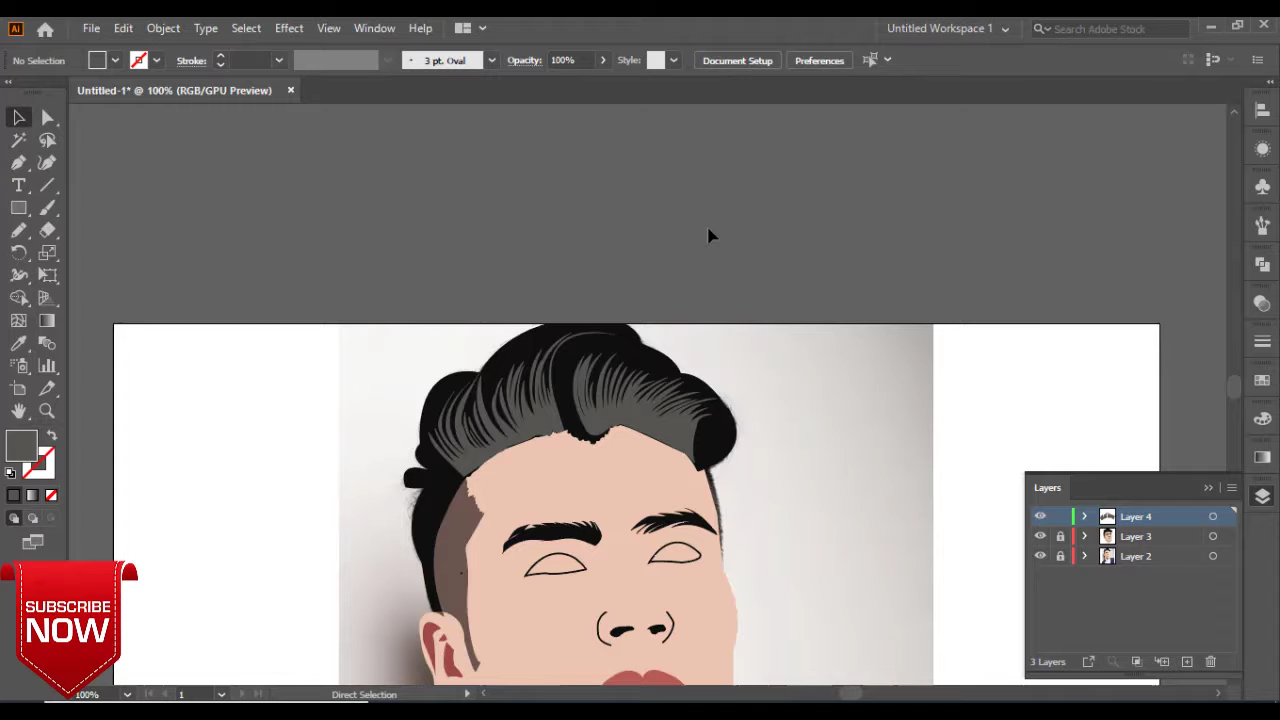 Ai File Edit Object Type Select Effect View Window Help Untitled Workspace 1 Search Adobe Stock
No Selection Stroke: 3 pt. Oval Opacity: 100% Style: Document Setup Preferences
Untitled-1* @ 100% (RGB/GPU Preview)
Layers
Layer 4
Layer 3
Layer 2
SUBSCRIBE
NOW
3 Layers
100% 1 Direct Selection